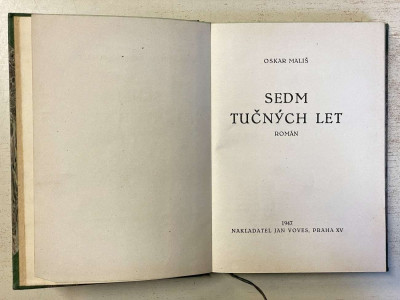 OSKAR MALIŠ
SEDM
TUČNÝCH LET
ROMÁN
1947
NAKLADATEL JAN VOVES, PRAHA XV